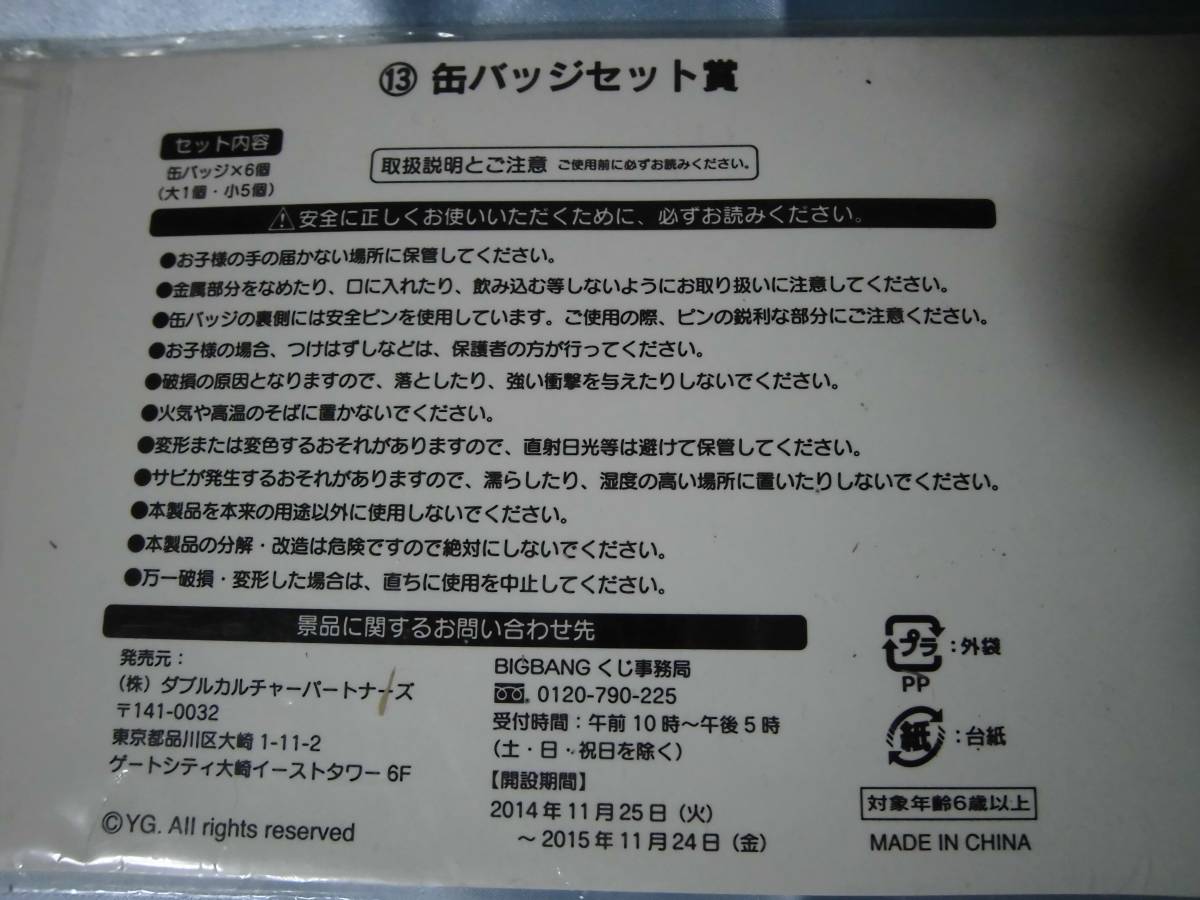 ⑬ 缶バッジセット賞
セット内容
缶バッジ×6個
(大1個・小5個)
取扱説明とご注意 ご使用前に必ずお読みください。
⚠安全に正しくお使いいただくために、必ずお読みください。
●お子様の手の届かない場所に保管してください。
●金属部分をなめたり、口に入れたり、飲み込む等しないようにお取り扱いに注意してください。
●缶バッジの裏側には安全ピンを使用しています。ご使用の際、ピンの鋭利な部分にご注意ください。
●お子様の場合、つけはずしなどは、保護者の方が行ってください。
●破損の原因となりますので、落としたり、強い衝撃を与えたりしないでください。
●火気や高温のそばに置かないでください。
●変形または変色するおそれがありますので、直射日光等は避けて保管してください。
●サビが発生するおそれがありますので、濡らしたり、湿度の高い場所に置いたりしないでください。
●本製品を本来の用途以外に使用しないでください。
●本製品の分解・改造は危険ですので絶対にしないでください。
●万一破損・変形した場合は、直ちに使用を中止してください。
景品に関するお問い合わせ先
発売元：
(株) ダブルカルチャーパートナーズ
〒141-0032
東京都品川区大崎 1-11-2
ゲートシティ大崎イーストタワー 6F
©YG. All rights reserved
BIGBANG くじ事務局
0120-790-225
受付時間：午前 10 時～午後 5 時
(土・日・祝日を除く)
【開設期間】
2014 年 11 月 25 日（火）
～ 2015 年 11 月 24 日（金）
プラ：外袋
PP
紙：台紙
対象年齢6歳以上
MADE IN CHINA